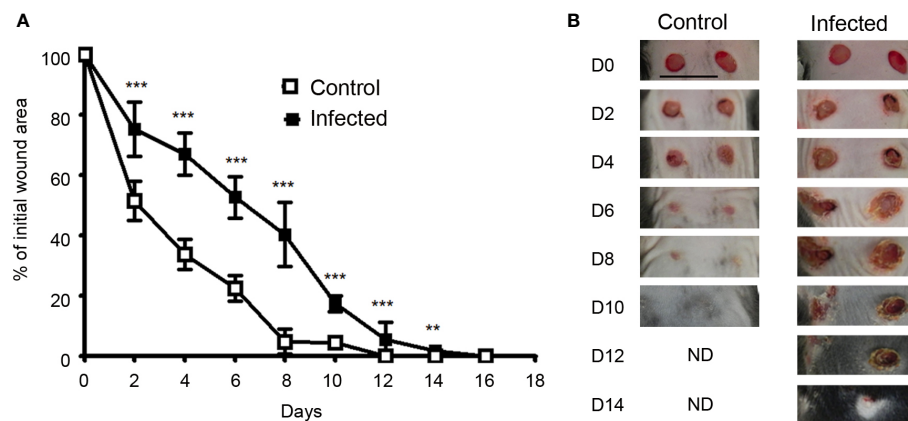 A
B
Control
Infected
% of initial wound area
100
80
60
40
20
0
***
***
***
***
***
***
**
Control
Infected
0 2 4 6 8 10 12 14 16 18
Days
D0
D2
D4
D6
D8
D10
D12 ND
D14 ND